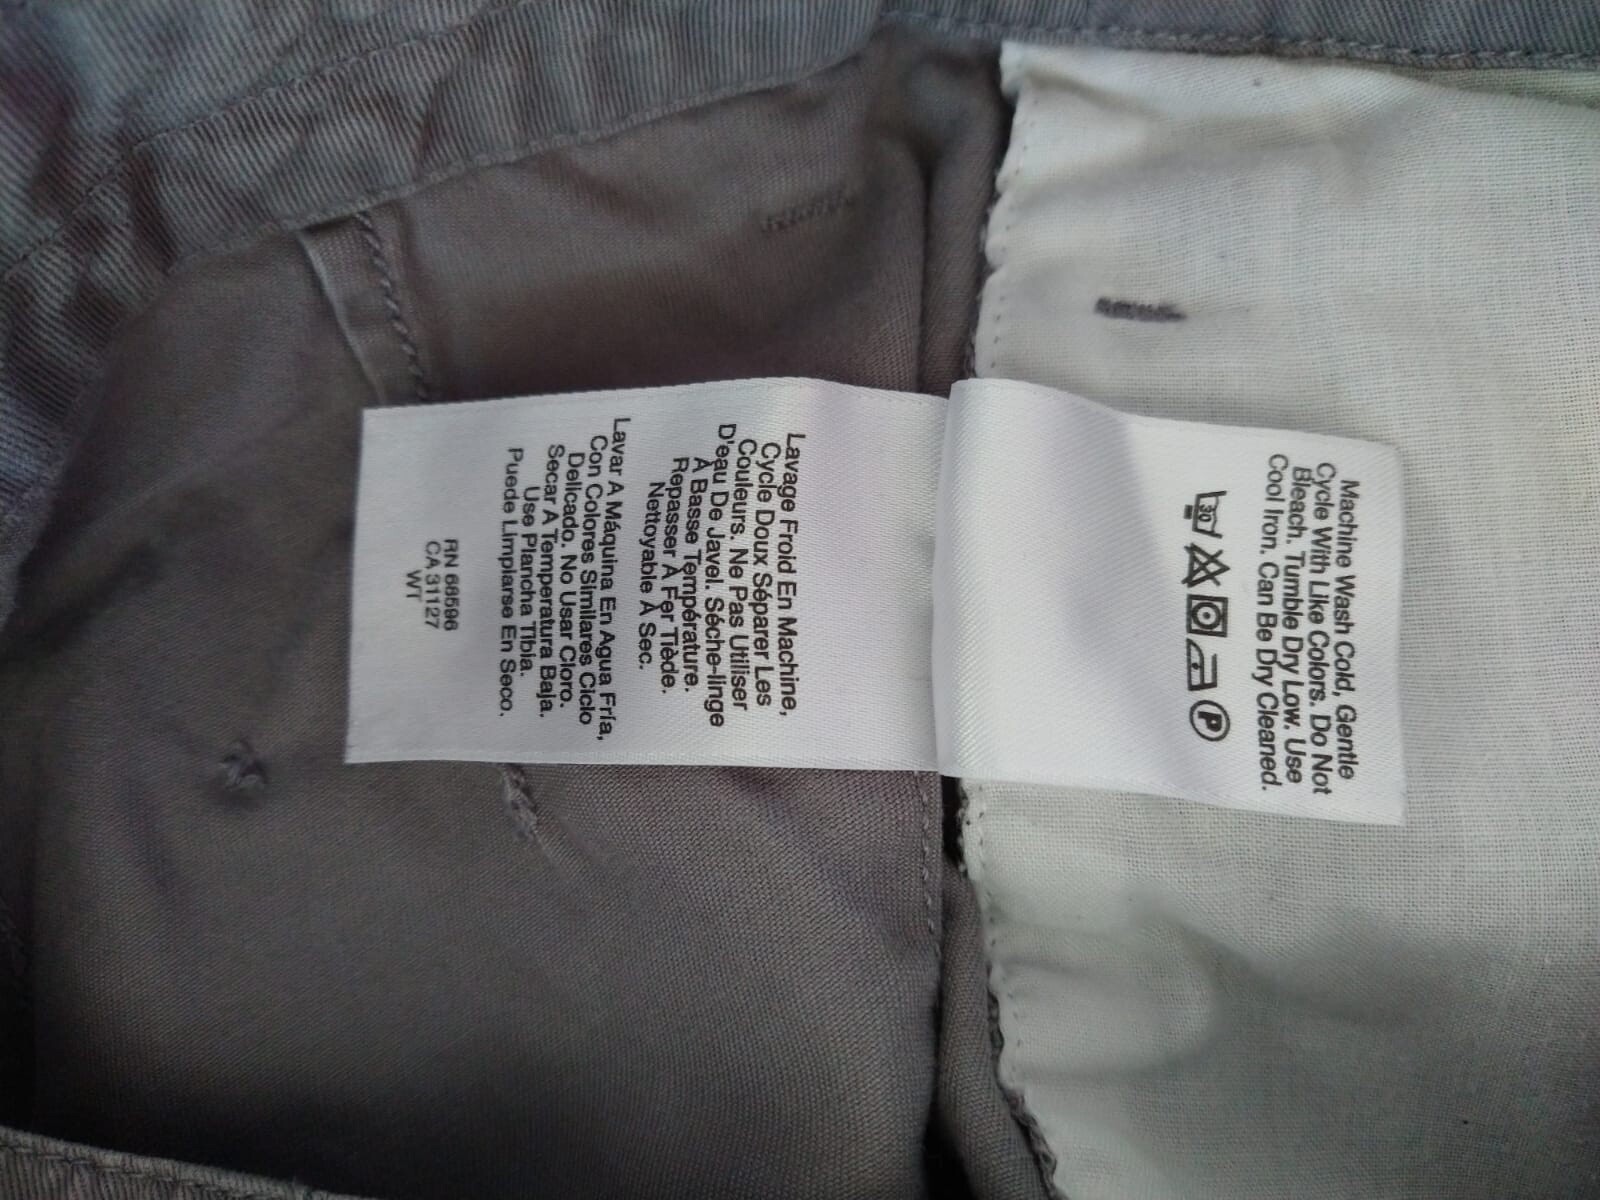 Machine Wash Cold, Gentle
Cycle With Like Colors. Do Not
Bleach. Tumble Dry Low. Use
Cool Iron. Can Be Dry Cleaned.
30
P
Lavage Froid En Machine,
Cycle Doux Séparer Les
Couleurs. Ne Pas Utiliser
D'eau De Javel. Séche-linge
À Basse Température.
Repasser À Fer Tiède.
Nettoyable À Sec.
Lavar A Máquina En Agua Fría,
Con Colores Similares Ciclo
Delicado. No Usar Cloro.
Secar A Temperatura Baja.
Use Plancha Tibia.
Puede Limpiarse En Seco.
RN 66596
CA 31127
WT